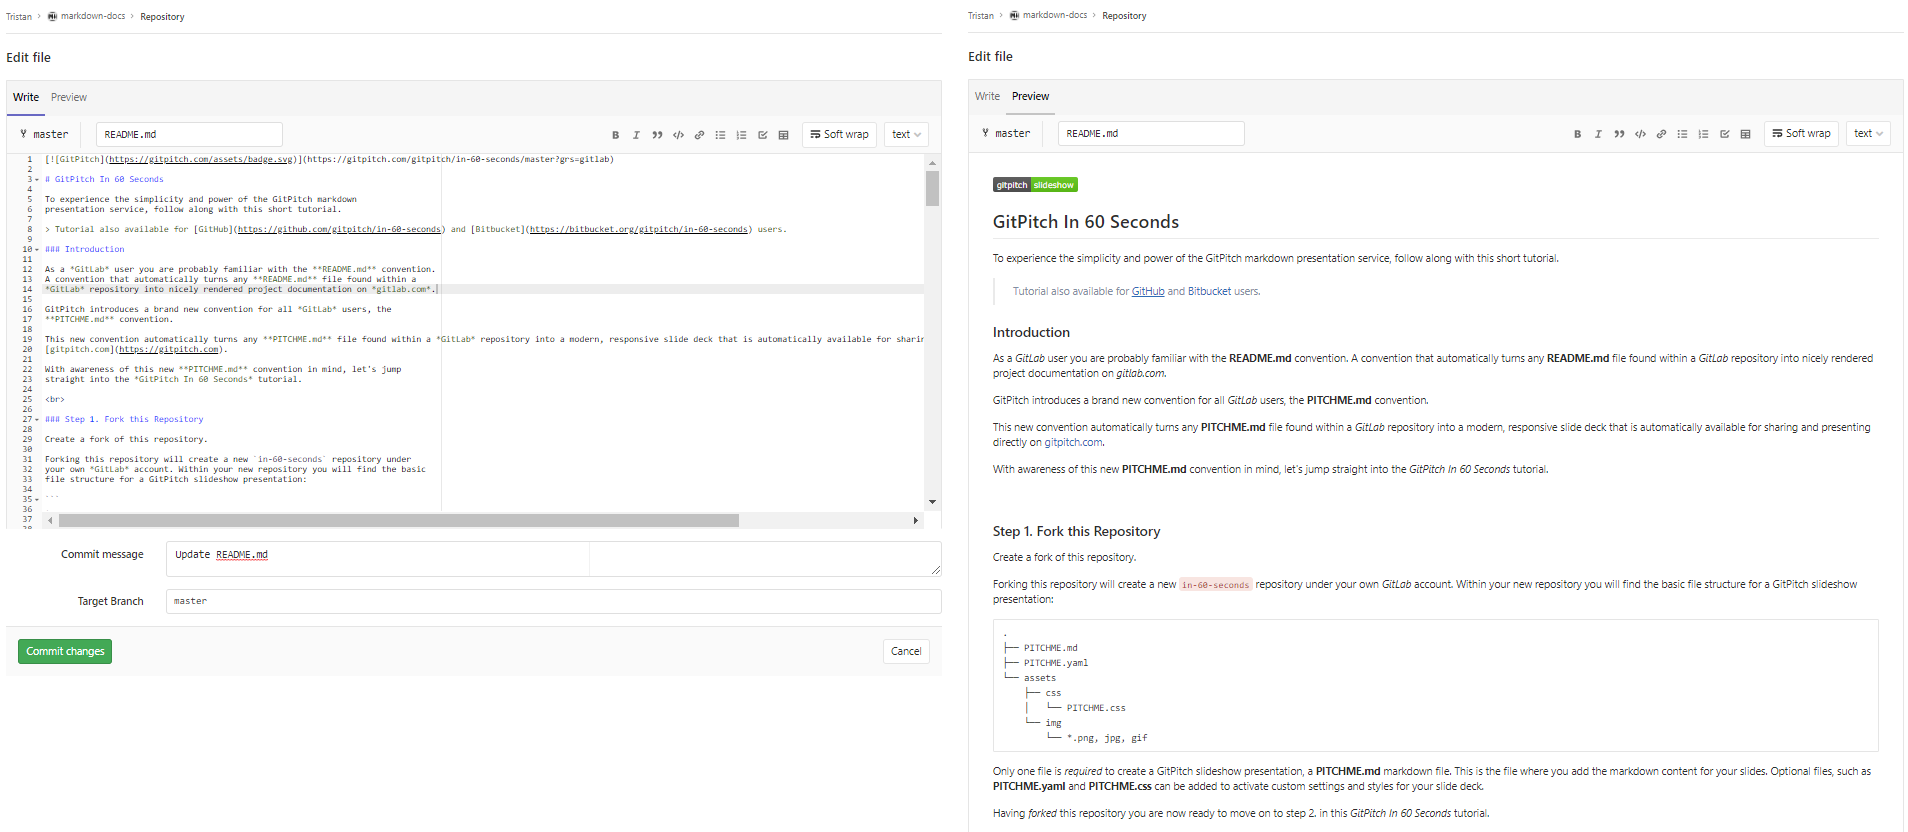 Tristan > markdown-docs > Repository
Edit file
Write Preview
master README.md Soft wrap text
1 [![GitPitch](https://gitpitch.com/assets/badge.svg)](https://gitpitch.com/gitpitch/in-60-seconds/master?grs=gitlab)
2
3 # GitPitch In 60 Seconds
4
5 To experience the simplicity and power of the GitPitch markdown
6 presentation service, follow along with this short tutorial.
7
8 > Tutorial also available for [GitHub](https://github.com/gitpitch/in-60-seconds) and [Bitbucket](https://bitbucket.org/gitpitch/in-60-seconds) users.
9
10 ### Introduction
11
12 As a *GitLab* user you are probably familiar with the **README.md** convention.
13 A convention that automatically turns any **README.md** file found within a
14 *GitLab* repository into nicely rendered project documentation on *gitlab.com*.
15
16 GitPitch introduces a brand new convention for all *GitLab* users, the
17 **PITCHME.md** convention.
18
19 This new convention automatically turns any **PITCHME.md** file found within a *GitLab* repository into a modern, responsive slide deck that is automatically available for sharin
20 [gitpitch.com](https://gitpitch.com).
21
22 With awareness of this new **PITCHME.md** convention in mind, let's jump
23 straight into the *GitPitch In 60 Seconds* tutorial.
24
25 <br>
26
27 ### Step 1. Fork this Repository
28
29 Create a fork of this repository.
30
31 Forking this repository will create a new `in-60-seconds` repository under
32 your own *GitLab* account. Within your new repository you will find the basic
33 file structure for a GitPitch slideshow presentation:
34
35 ```
36
37
38
Commit message Update README.md
Target Branch master
Commit changes Cancel
Tristan > markdown-docs > Repository
Edit file
Write Preview
master README.md Soft wrap text
gitpitch slideshow
GitPitch In 60 Seconds
To experience the simplicity and power of the GitPitch markdown presentation service, follow along with this short tutorial.
Tutorial also available for GitHub and Bitbucket users.
Introduction
As a GitLab user you are probably familiar with the README.md convention. A convention that automatically turns any README.md file found within a GitLab repository into nicely rendered
project documentation on gitlab.com.
GitPitch introduces a brand new convention for all GitLab users, the PITCHME.md convention.
This new convention automatically turns any PITCHME.md file found within a GitLab repository into a modern, responsive slide deck that is automatically available for sharing and presenting
directly on gitpitch.com.
With awareness of this new PITCHME.md convention in mind, let's jump straight into the GitPitch In 60 Seconds tutorial.
Step 1. Fork this Repository
Create a fork of this repository.
Forking this repository will create a new in-60-seconds repository under your own GitLab account. Within your new repository you will find the basic file structure for a GitPitch slideshow
presentation:
.
├── PITCHME.md
├── PITCHME.yaml
└── assets
    ├── css
    │   └── PITCHME.css
    └── img
        └── *.png, jpg, gif
Only one file is required to create a GitPitch slideshow presentation, a PITCHME.md markdown file. This is the file where you add the markdown content for your slides. Optional files, such as
PITCHME.yaml and PITCHME.css can be added to activate custom settings and styles for your slide deck.
Having forked this repository you are now ready to move on to step 2. in this GitPitch In 60 Seconds tutorial.